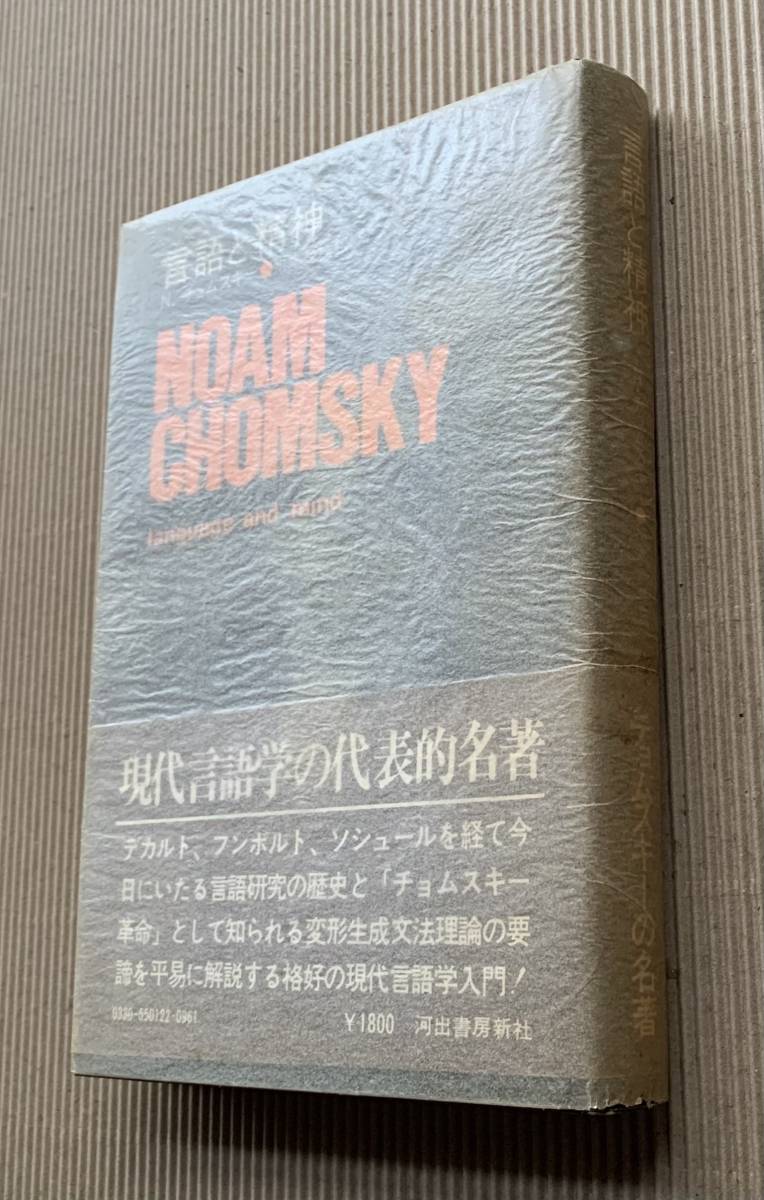 言語と精神
N.チョムスキー
NOAM
CHOMSKY
language and mind
現代言語学の代表的名著
デカルト、フンボルト、ソシュールを経て今
日にいたる言語研究の歴史と「チョムスキー
革命」として知られる変形生成文法理論の要
諦を平易に解説する格好の現代言語学入門!
0330-550122-0961
¥1800 河出書房新社
言語と精神
チョムスキーの名著